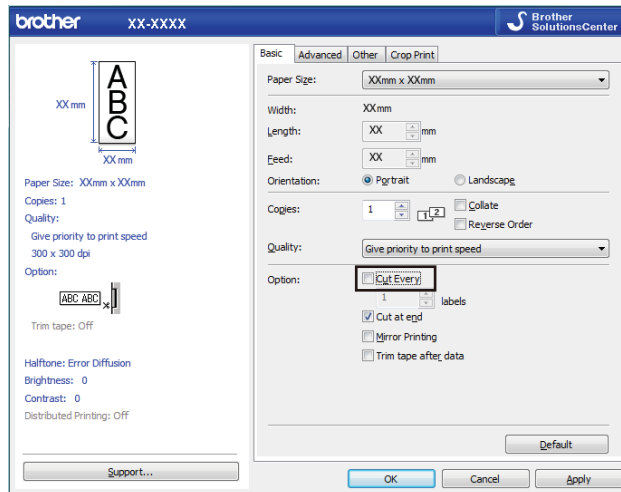 brother XX-XXXX Brother SolutionsCenter
A
B
C
XX mm
XX mm
Paper Size: XXmm x XXmm
Copies: 1
Quality:
Give priority to print speed
300 x 300 dpi
Option:
ABC ABC
Trim tape: Off
Halftone: Error Diffusion
Brightness: 0
Contrast: 0
Distributed Printing: Off
Support...
Basic Advanced Other Crop Print
Paper Size: XXmm x XXmm
Width: XX mm
Length: XX mm
Feed: XX mm
Orientation: Portrait Landscape
Copies: 1 1 2 Collate
Reverse Order
Quality: Give priority to print speed
Option: Cut Every
1 labels
Cut at end
Mirror Printing
Trim tape after data
Default
OK Cancel Apply